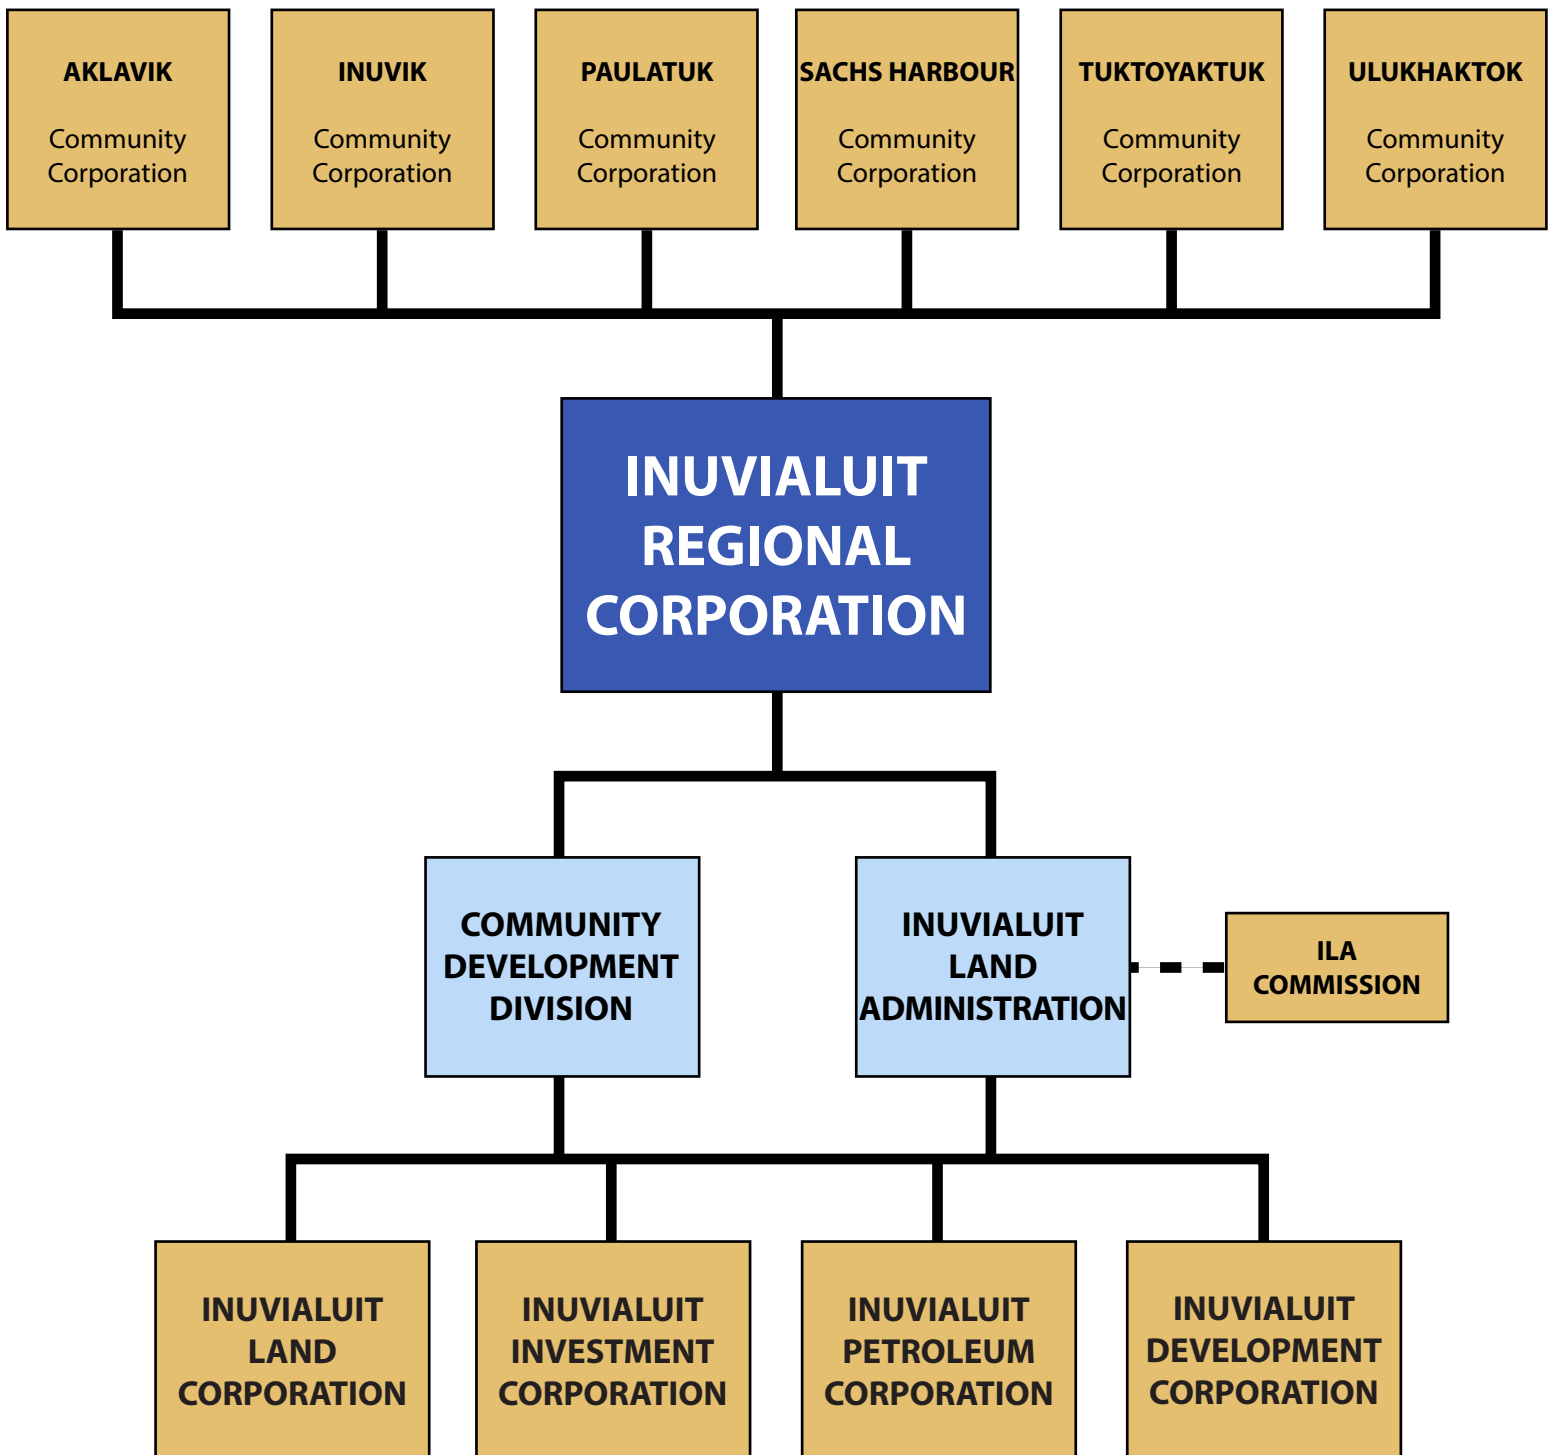 AKLAVIK
Community
Corporation
INUVIK
Community
Corporation
PAULATUK
Community
Corporation
SACHS HARBOUR
Community
Corporation
TUKTOYAKTUK
Community
Corporation
ULUKHAKTOK
Community
Corporation
INUVIALUIT
REGIONAL
CORPORATION
COMMUNITY
DEVELOPMENT
DIVISION
INUVIALUIT
LAND
ADMINISTRATION
ILA
COMMISSION
INUVIALUIT
LAND
CORPORATION
INUVIALUIT
INVESTMENT
CORPORATION
INUVIALUIT
PETROLEUM
CORPORATION
INUVIALUIT
DEVELOPMENT
CORPORATION